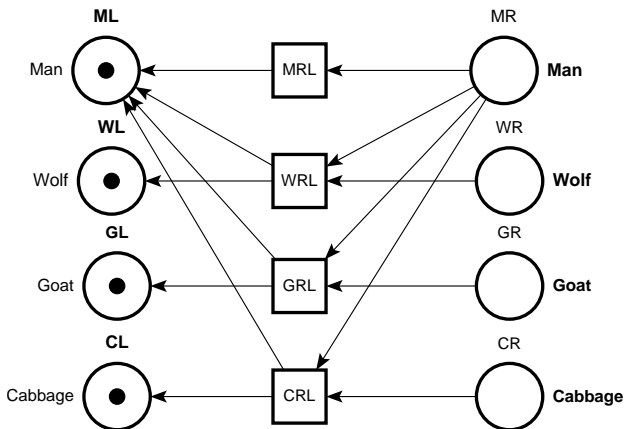 ML
MR
Man
MRL
Man
WL
WR
Wolf
WRL
Wolf
GL
GR
Goat
GRL
Goat
CL
CR
Cabbage
CRL
Cabbage